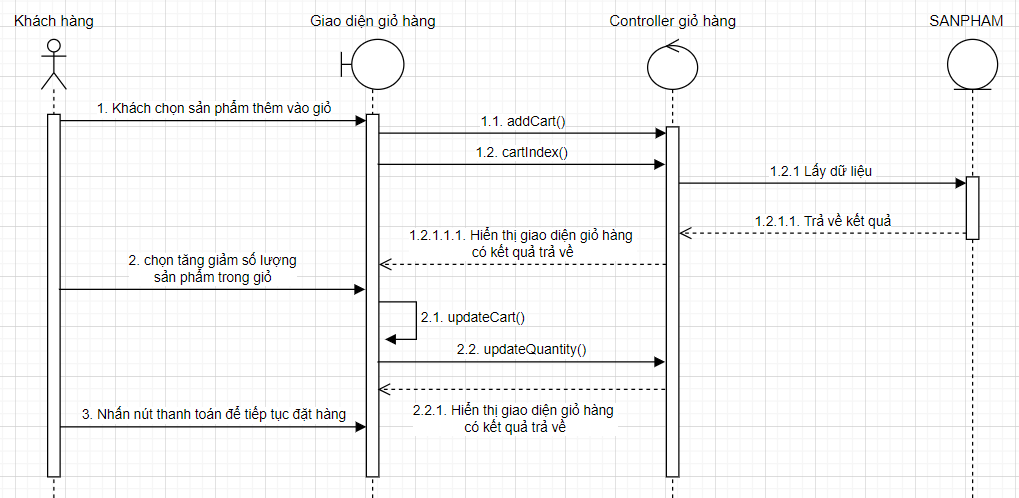 Khách hàng
Giao diện giỏ hàng
Controller giỏ hàng
SANPHAM
1. Khách chọn sản phẩm thêm vào giỏ
1.1. addCart()
1.2. cartIndex()
1.2.1 Lấy dữ liệu
1.2.1.1. Trả về kết quả
1.2.1.1.1. Hiển thị giao diện giỏ hàng
có kết quả trả về
2. chọn tăng giảm số lượng
sản phẩm trong giỏ
2.1. updateCart()
2.2. updateQuantity()
2.2.1. Hiển thị giao diện giỏ hàng
có kết quả trả về
3. Nhấn nút thanh toán để tiếp tục đặt hàng